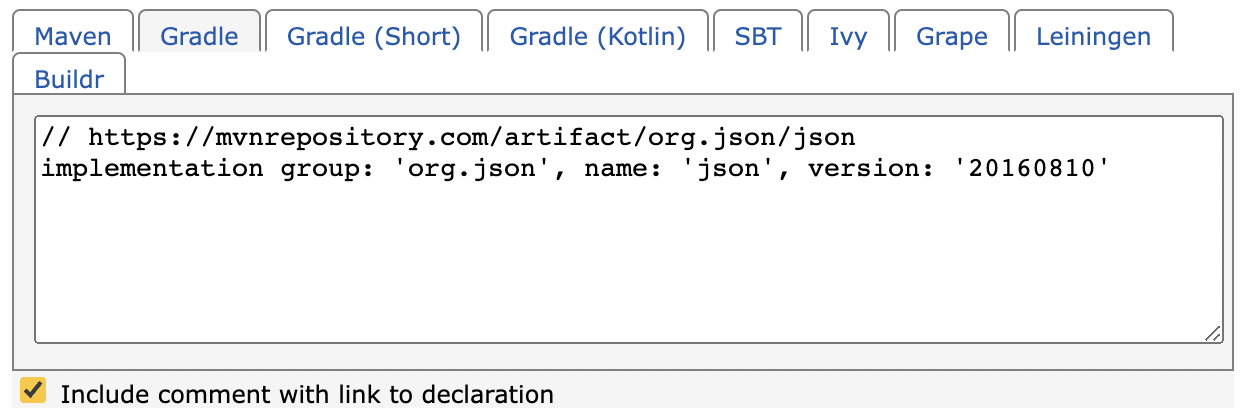 Maven Gradle Gradle (Short) Gradle (Kotlin) SBT Ivy Grape Leiningen
Buildr
// https://mvnrepository.com/artifact/org.json/json
implementation group: 'org.json', name: 'json', version: '20160810'
Include comment with link to declaration